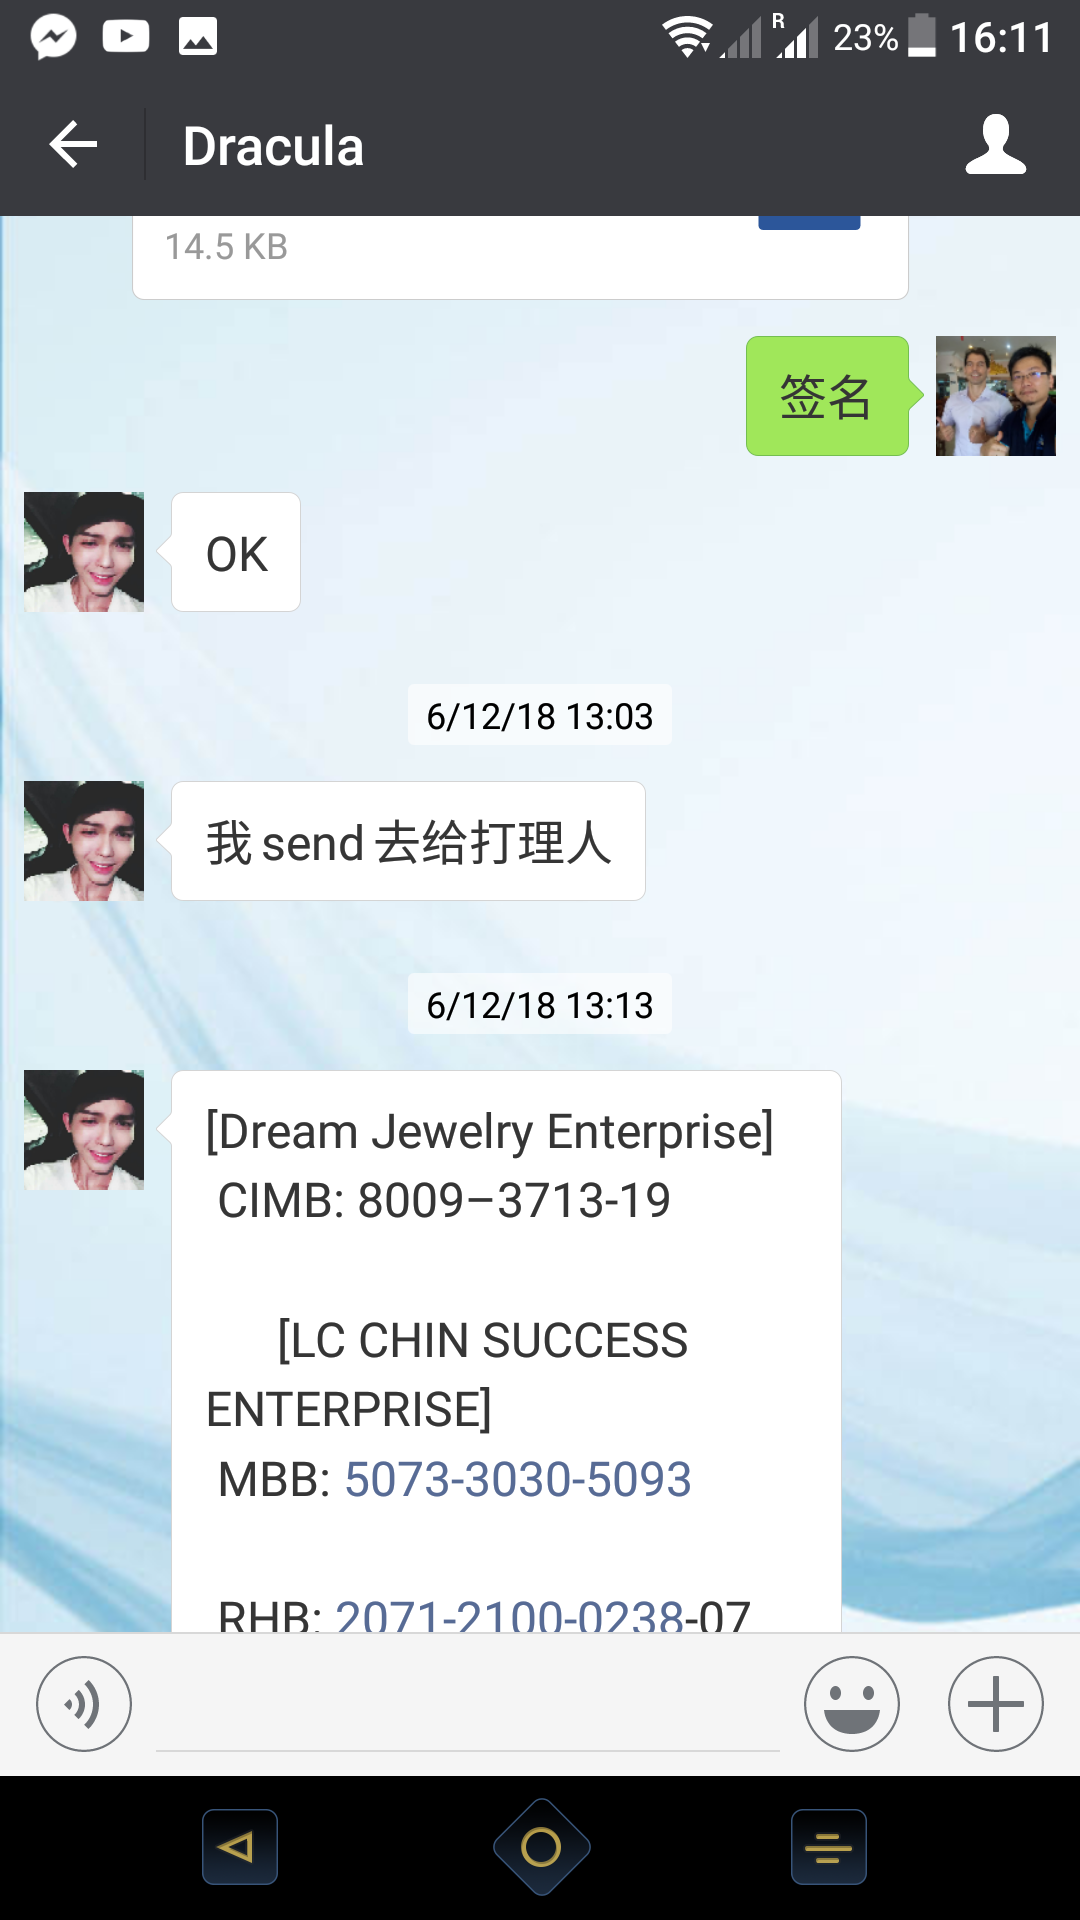 R 23% 16:11
Dracula
14.5 KB
签名
OK
6/12/18 13:03
我 send 去给打理人
6/12/18 13:13
[Dream Jewelry Enterprise]
CIMB: 8009–3713-19
[LC CHIN SUCCESS
ENTERPRISE]
MBB: 5073-3030-5093
RHB: 2071-2100-0238-07